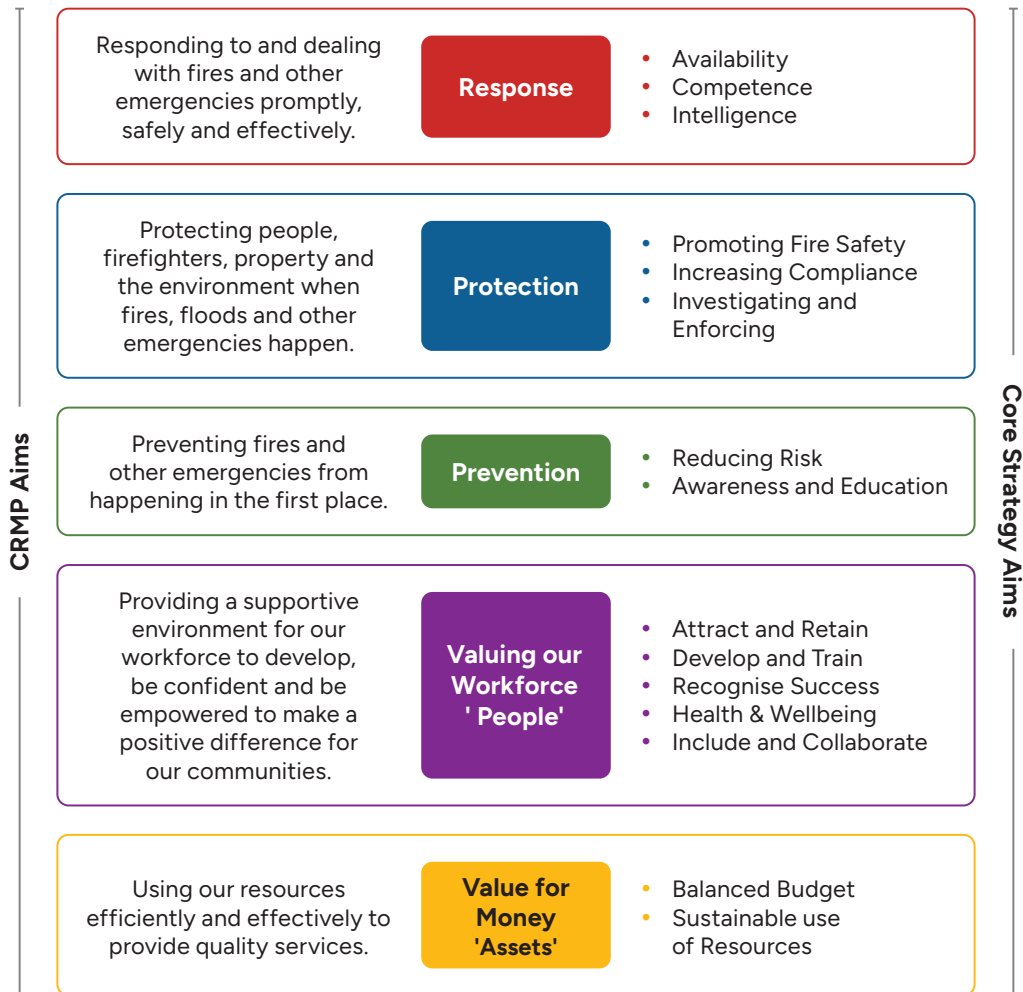 CRMP Aims
Core Strategy Aims
Responding to and dealing
with fires and other
emergencies promptly,
safely and effectively.
Response
• Availability
• Competence
• Intelligence
Protecting people,
firefighters, property and
the environment when
fires, floods and other
emergencies happen.
Protection
• Promoting Fire Safety
• Increasing Compliance
• Investigating and
Enforcing
Preventing fires and
other emergencies from
happening in the first place.
Prevention
• Reducing Risk
• Awareness and Education
Providing a supportive
environment for our
workforce to develop,
be confident and be
empowered to make a
positive difference for
our communities.
Valuing our
Workforce
' People'
• Attract and Retain
• Develop and Train
• Recognise Success
• Health & Wellbeing
• Include and Collaborate
Using our resources
efficiently and effectively to
provide quality services.
Value for
Money
'Assets'
• Balanced Budget
• Sustainable use
of Resources